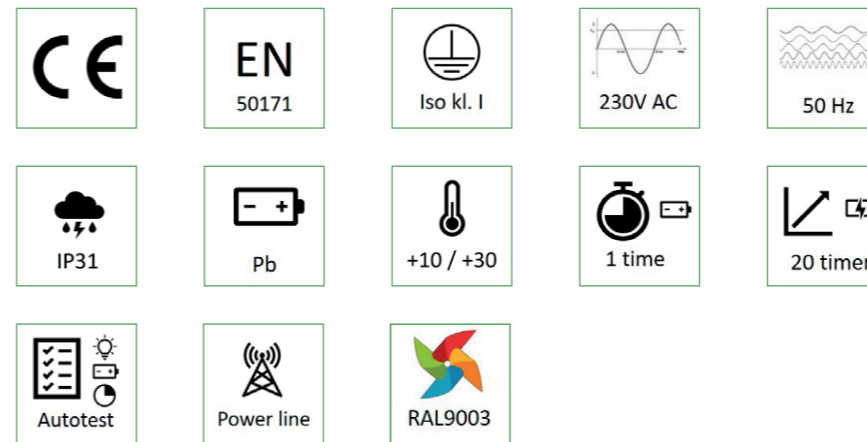 CE
EN
50171
Iso kl. I
230V AC
50 Hz
IP31
Pb
+10 / +30
1 time
20 timer
Autotest
Power line
RAL9003